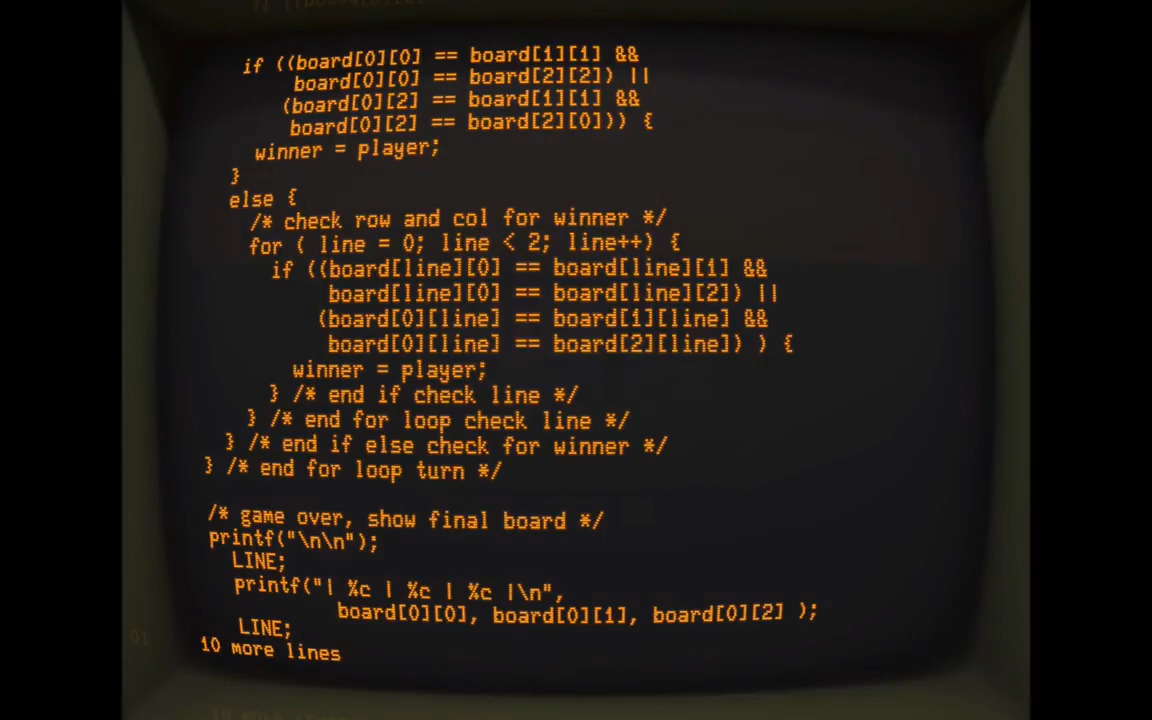 if ((board[0][0] == board[1][1] &&
board[0][0] == board[2][2]) ||
(board[0][2] == board[1][1] &&
board[0][2] == board[2][0])) {
winner = player;
}
else {
/* check row and col for winner */
for ( line = 0; line < 2; line++) {
if ((board[line][0] == board[line][1] &&
board[line][0] == board[line][2]) ||
(board[0][line] == board[1][line] &&
board[0][line] == board[2][line]) ) {
winner = player;
} /* end if check line */
} /* end for loop check line */
} /* end if else check for winner */
} /* end for loop turn */
/* game over, show final board */
printf("\n\n");
LINE;
printf("| %c | %c | %c |\n",
board[0][0], board[0][1], board[0][2] );
LINE;
10 more lines